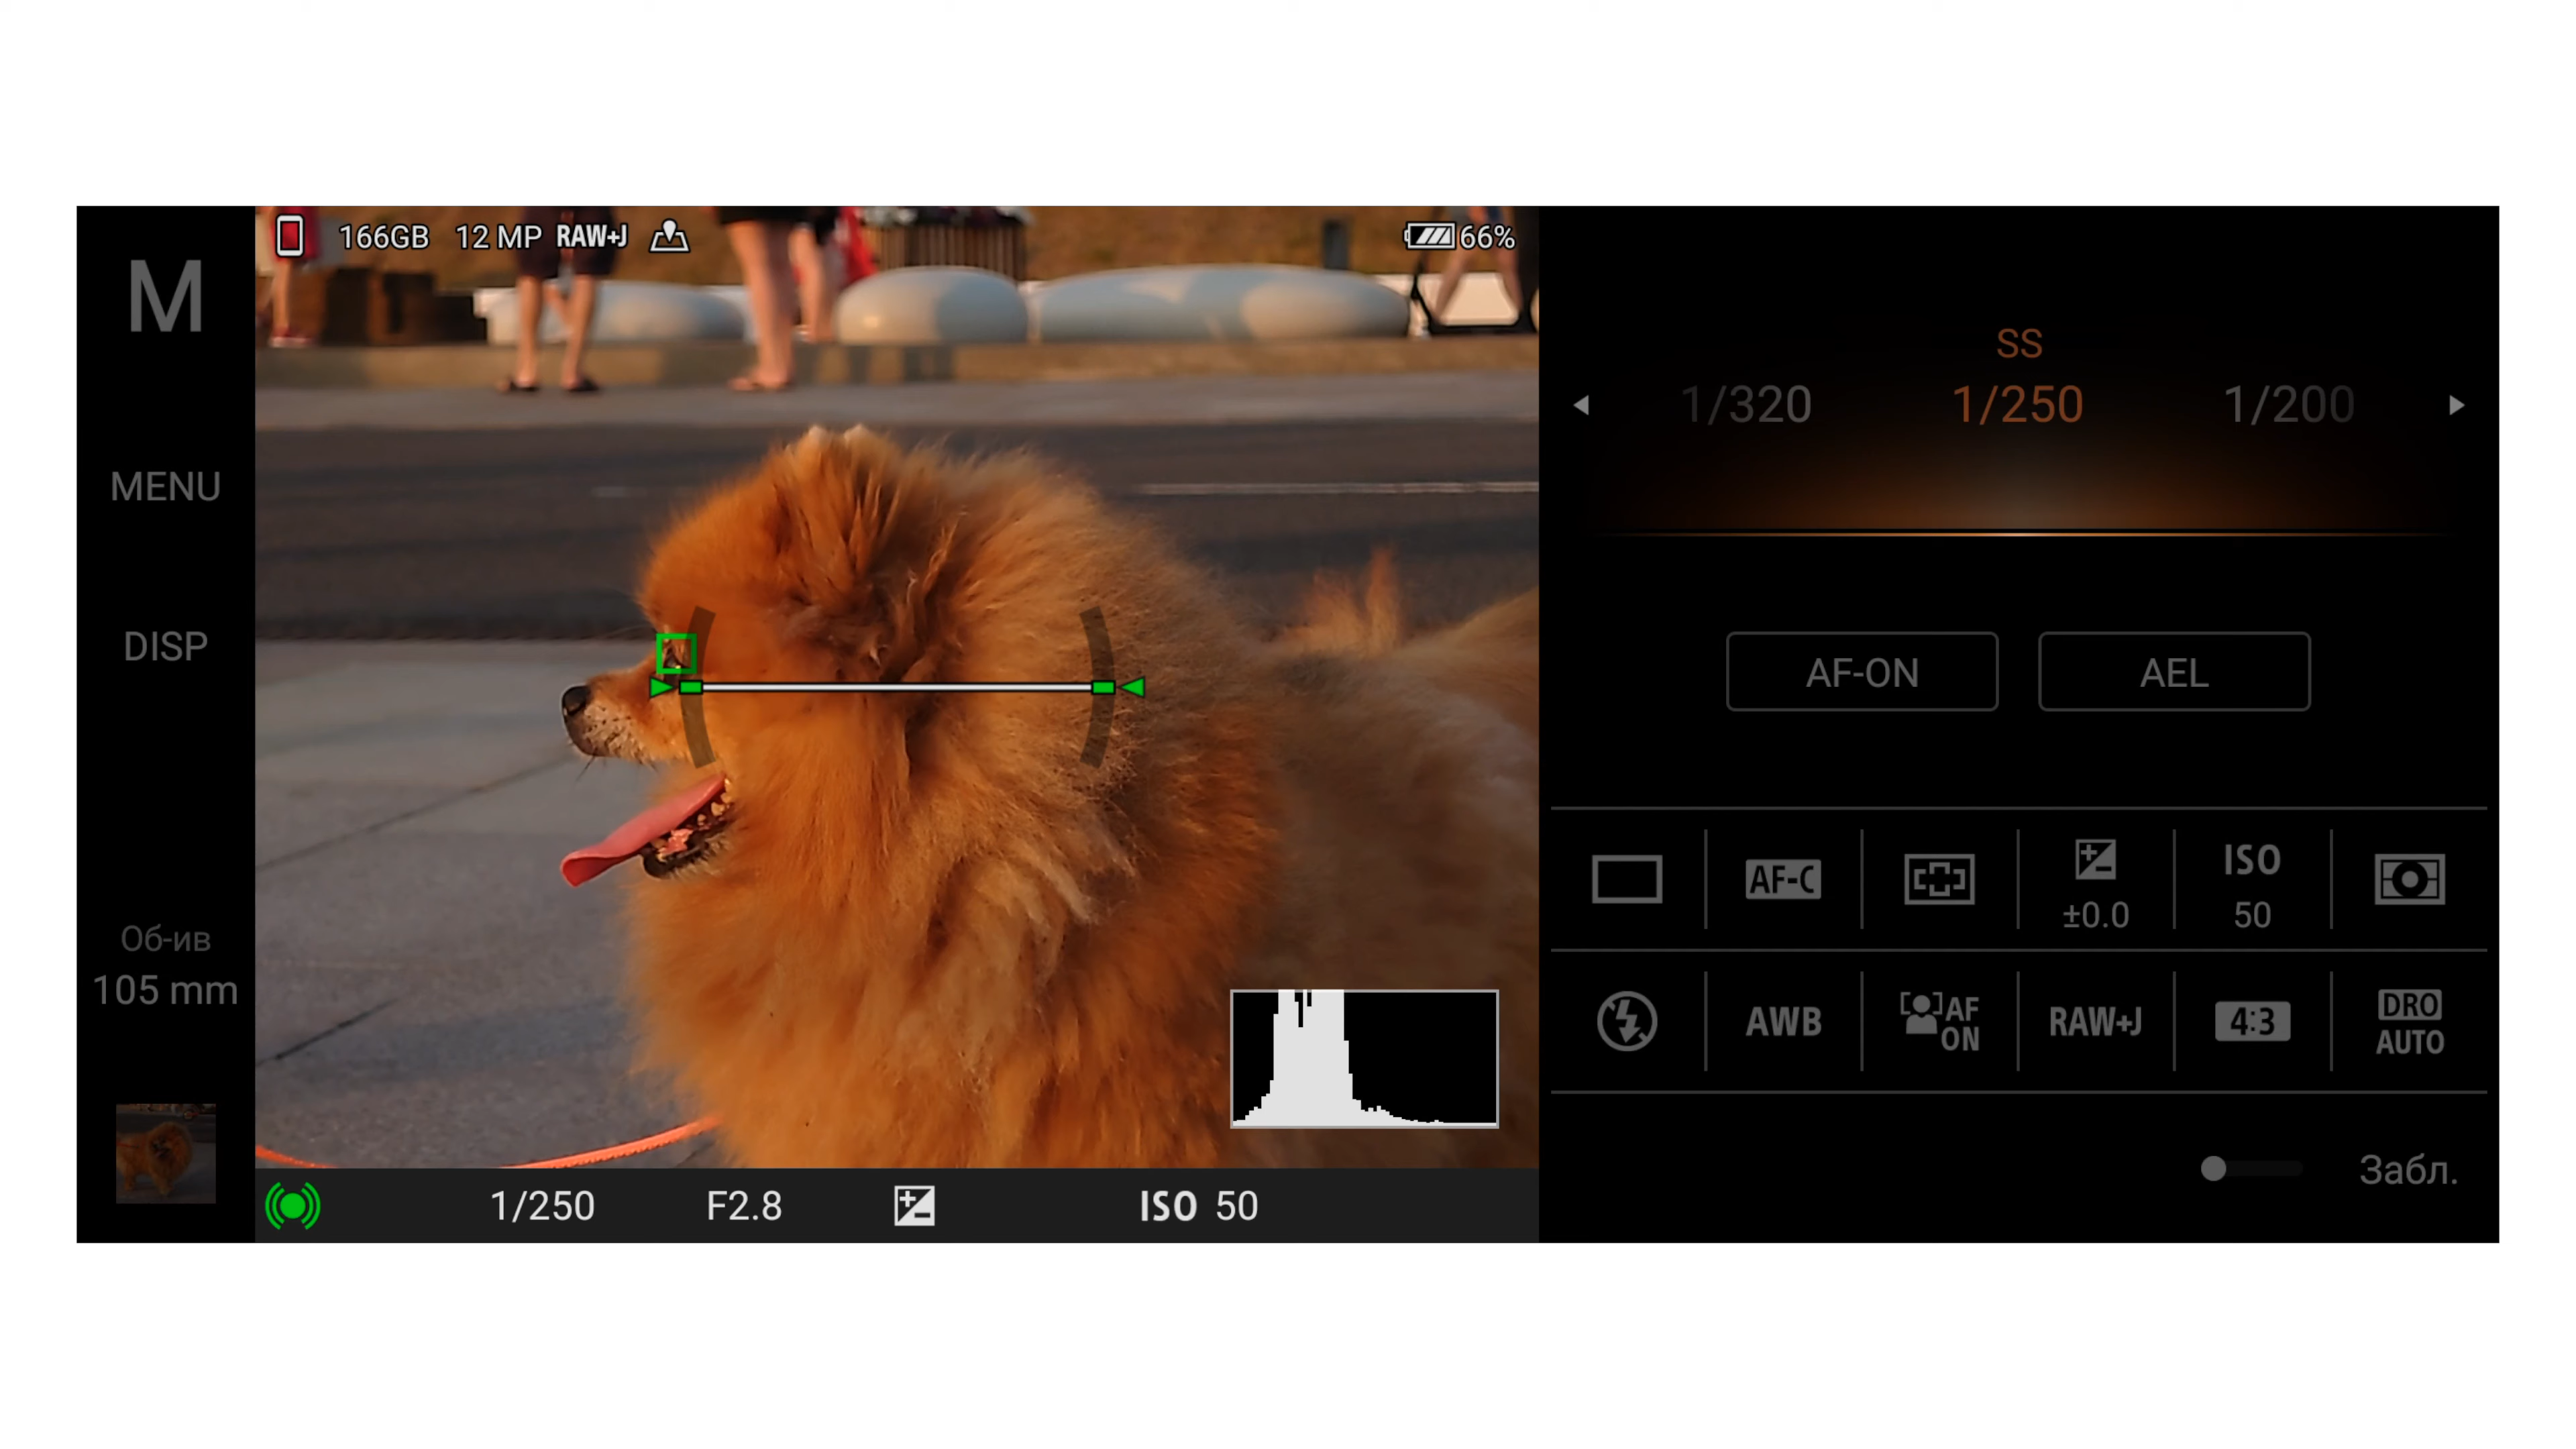 M
MENU
DISP
Об-ив
105 mm
166GB 12 MP RAW+J
66%
1/250 F2.8 ISO 50
SS
1/320 1/250 1/200
AF-ON AEL
AF-C ±0.0 ISO 50
AWB AF ON RAW+J 4:3 DRO AUTO
Забл.